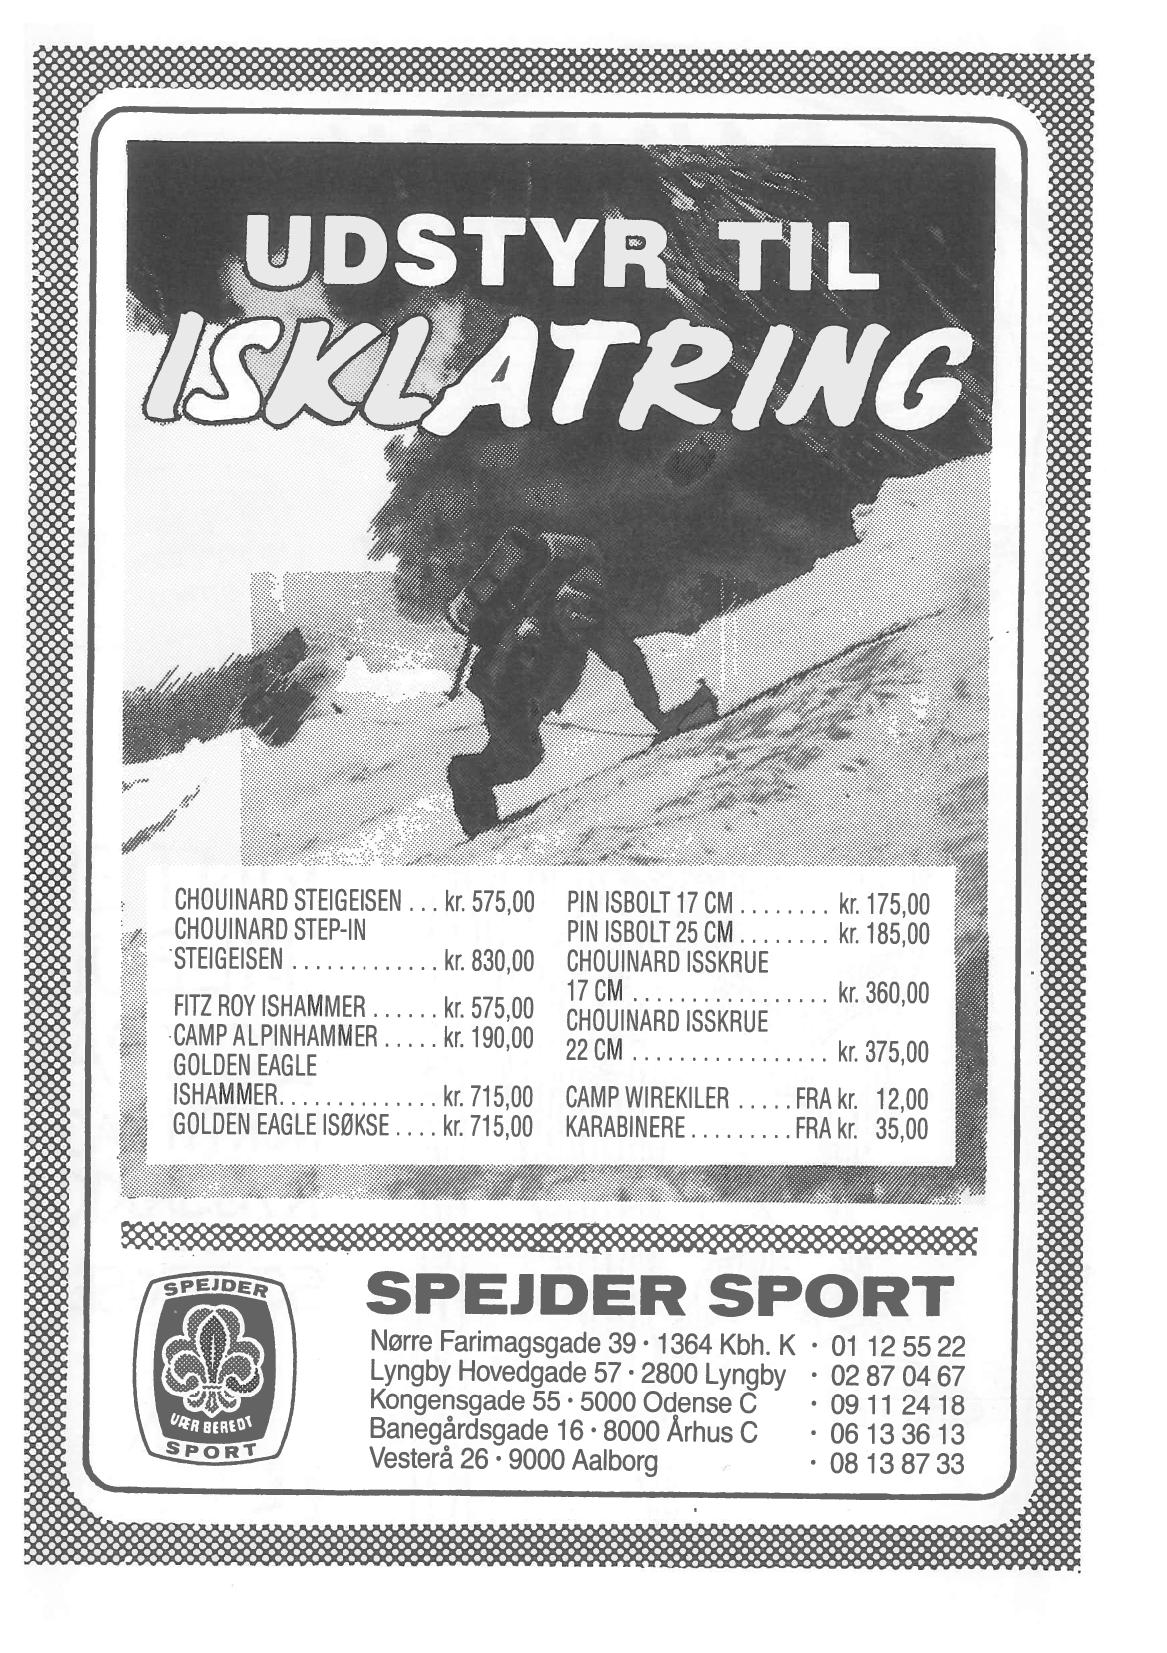 UDSTYR TIL
ISKLATRING
CHOUINARD STEIGEISEN ... kr. 575,00
CHOUINARD STEP-IN
STEIGEISEN ............. kr. 830,00
FITZ ROY ISHAMMER ...... kr. 575,00
CAMP ALPINHAMMER ..... kr. 190,00
GOLDEN EAGLE
ISHAMMER.............. kr. 715,00
GOLDEN EAGLE ISØKSE .... kr. 715,00
PIN ISBOLT 17 CM ........ kr. 175,00
PIN ISBOLT 25 CM ........ kr. 185,00
CHOUINARD ISSKRUE
17 CM ................. kr. 360,00
CHOUINARD ISSKRUE
22 CM ................. kr. 375,00
CAMP WIREKILER .....FRA kr. 12,00
KARABINERE.........FRA kr. 35,00
SPEJDER
VÆR BEREDT
SPORT
SPEJDER SPORT
Nørre Farimagsgade 39 · 1364 Kbh. K · 01 12 55 22
Lyngby Hovedgade 57 · 2800 Lyngby · 02 87 04 67
Kongensgade 55 · 5000 Odense C · 09 11 24 18
Banegårdsgade 16 · 8000 Århus C · 06 13 36 13
Vesterå 26 · 9000 Aalborg · 08 13 87 33